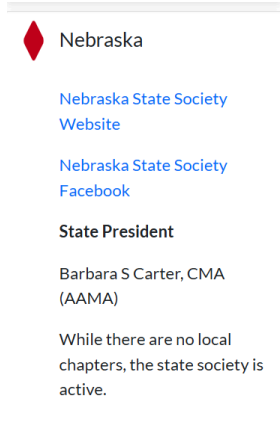 Nebraska
Nebraska State Society
Website
Nebraska State Society
Facebook
State President
Barbara S Carter, CMA
(AAMA)
While there are no local
chapters, the state society is
active.